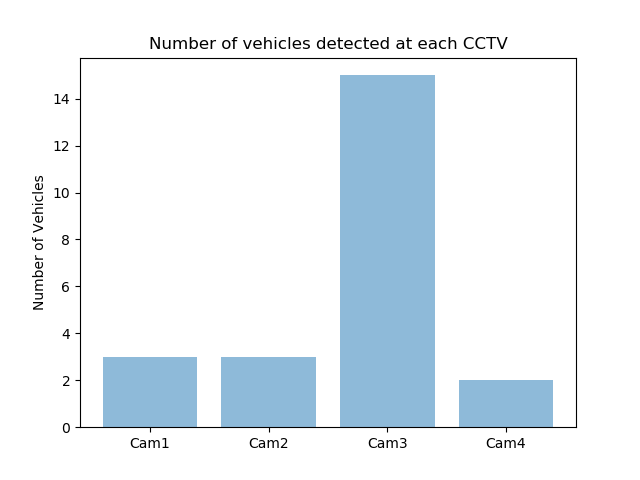 Number of vehicles detected at each CCTV
Number of Vehicles
14
12
10
8
6
4
2
0
Cam1 Cam2 Cam3 Cam4